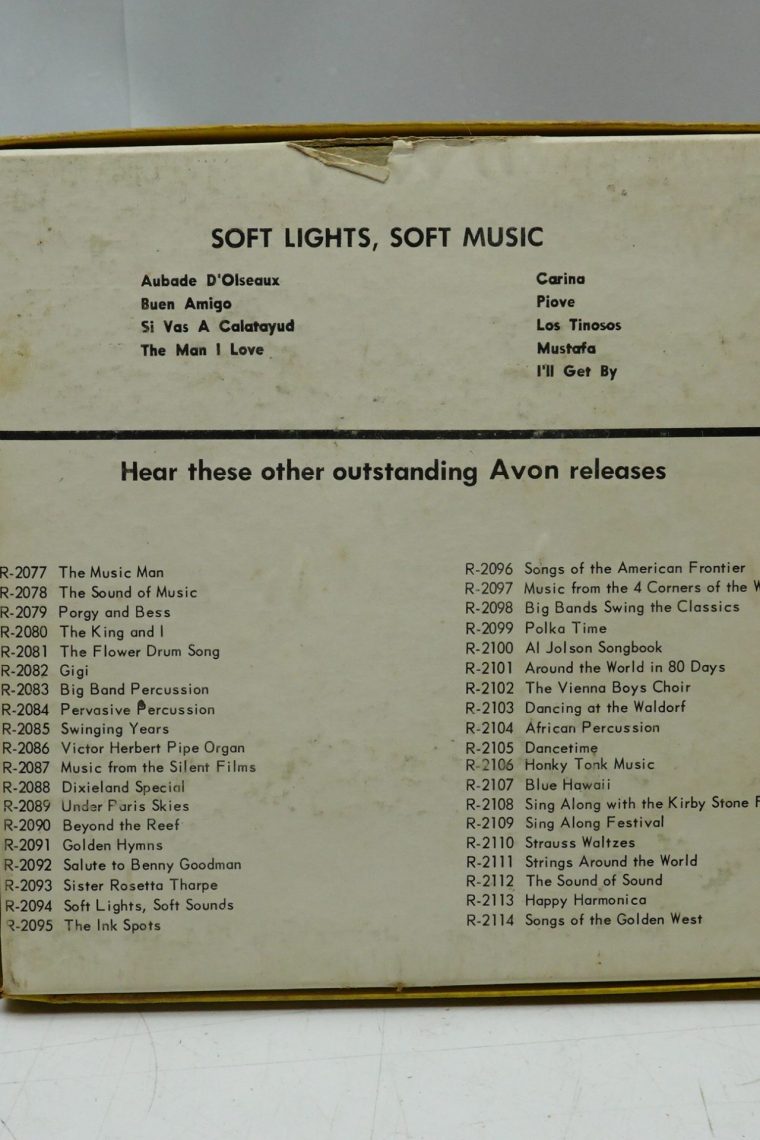 SOFT LIGHTS, SOFT MUSIC
Aubade D'Olseaux
Buen Amigo
Si Vas A Calatayud
The Man I Love
Carina
Piove
Los Tinosos
Mustafa
I'll Get By
Hear these other outstanding Avon releases
R-2077 The Music Man
R-2078 The Sound of Music
R-2079 Porgy and Bess
R-2080 The King and I
R-2081 The Flower Drum Song
R-2082 Gigi
R-2083 Big Band Percussion
R-2084 Pervasive Percussion
R-2085 Swinging Years
R-2086 Victor Herbert Pipe Organ
R-2087 Music from the Silent Films
R-2088 Dixieland Special
R-2089 Under Paris Skies
R-2090 Beyond the Reef
R-2091 Golden Hymns
R-2092 Salute to Benny Goodman
R-2093 Sister Rosetta Tharpe
R-2094 Soft Lights, Soft Sounds
R-2095 The Ink Spots
R-2096 Songs of the American Frontier
R-2097 Music from the 4 Corners of the
R-2098 Big Bands Swing the Classics
R-2099 Polka Time
R-2100 Al Jolson Songbook
R-2101 Around the World in 80 Days
R-2102 The Vienna Boys Choir
R-2103 Dancing at the Waldorf
R-2104 African Percussion
R-2105 Dancetime
R-2106 Honky Tonk Music
R-2107 Blue Hawaii
R-2108 Sing Along with the Kirby Stone
R-2109 Sing Along Festival
R-2110 Strauss Waltzes
R-2111 Strings Around the World
R-2112 The Sound of Sound
R-2113 Happy Harmonica
R-2114 Songs of the Golden West